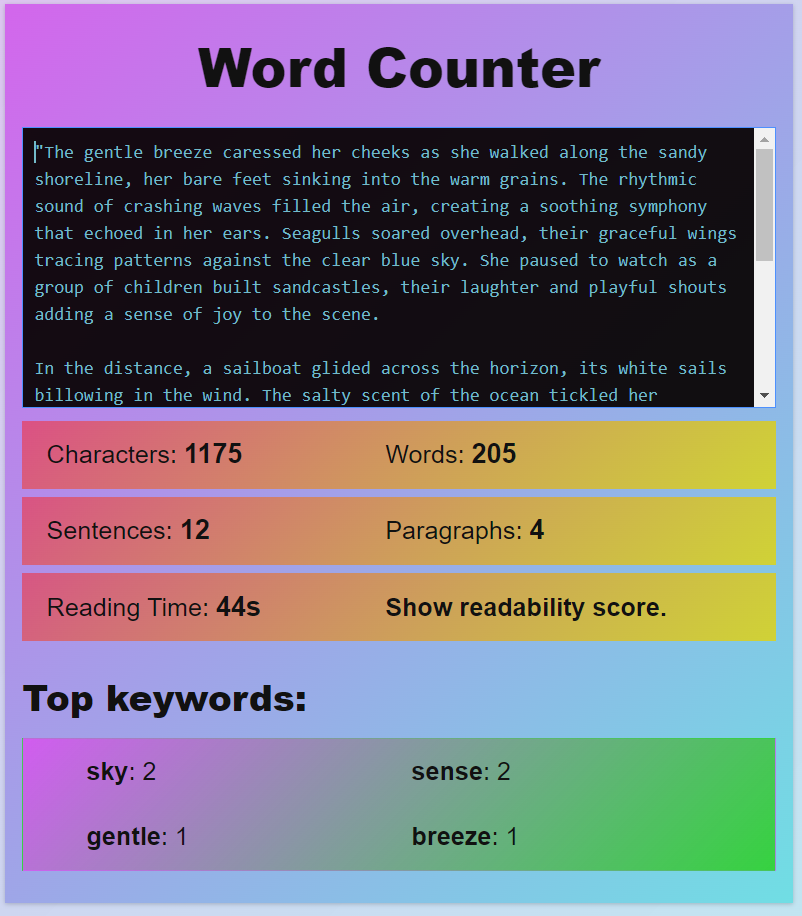 Word Counter
"The gentle breeze caressed her cheeks as she walked along the sandy
shoreline, her bare feet sinking into the warm grains. The rhythmic
sound of crashing waves filled the air, creating a soothing symphony
that echoed in her ears. Seagulls soared overhead, their graceful wings
tracing patterns against the clear blue sky. She paused to watch as a
group of children built sandcastles, their laughter and playful shouts
adding a sense of joy to the scene.
In the distance, a sailboat glided across the horizon, its white sails
billowing in the wind. The salty scent of the ocean tickled her
Characters: 1175 Words: 205
Sentences: 12 Paragraphs: 4
Reading Time: 44s Show readability score.
Top keywords:
sky: 2 sense: 2
gentle: 1 breeze: 1